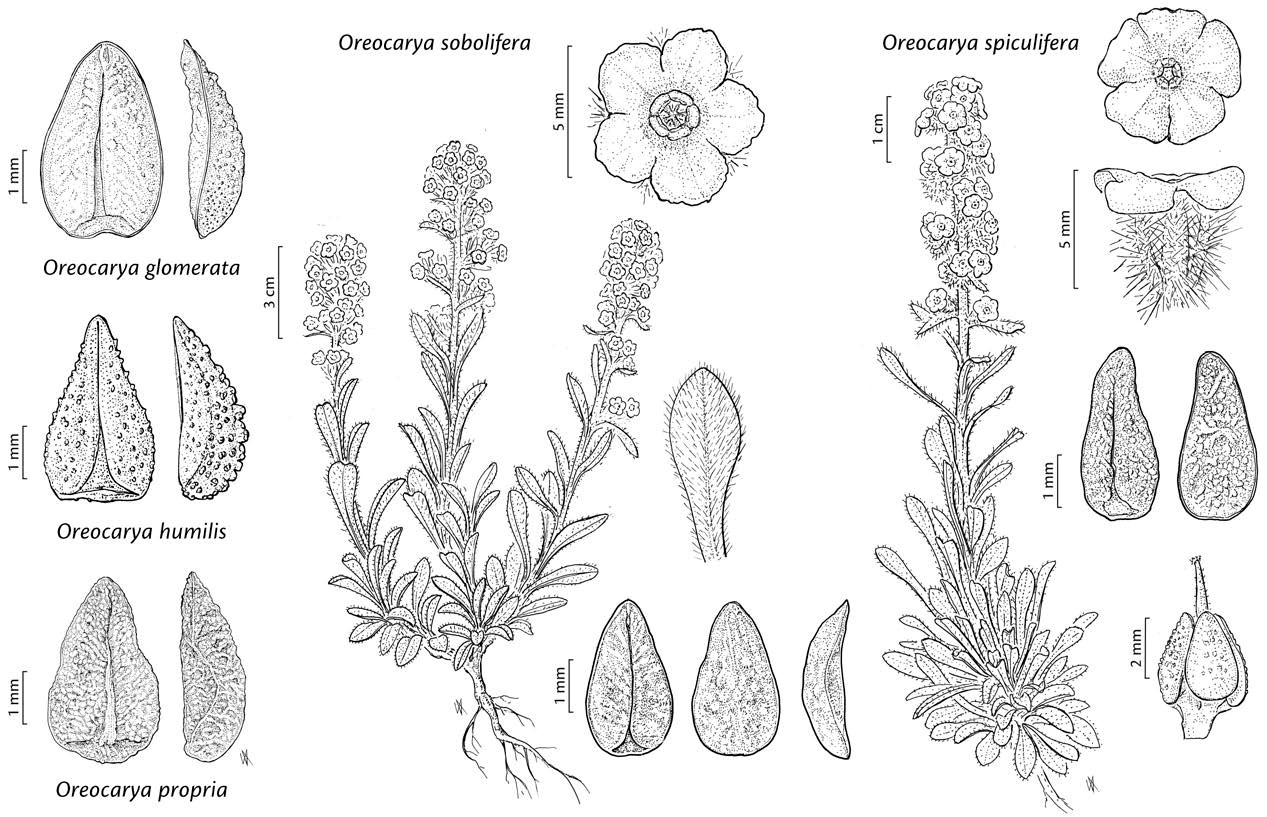 1 mm
Oreocarya glomerata
1 mm
Oreocarya humilis
1 mm
Oreocarya propria
Oreocarya sobolifera
5 mm
3 cm
1 mm
Oreocarya spiculifera
1 cm
5 mm
1 mm
2 mm